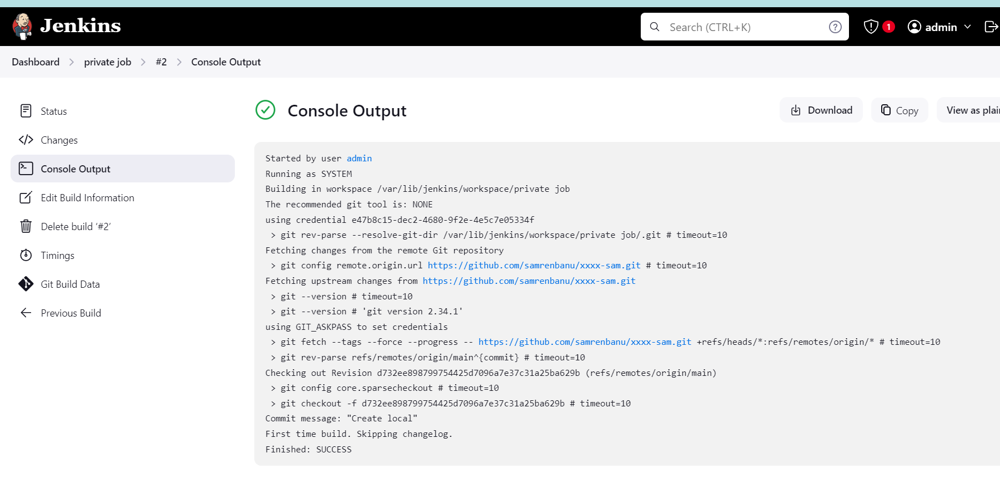 Jenkins
Search (CTRL+K)
1
admin
Dashboard
private job
#2
Console Output
Status
Changes
Console Output
Edit Build Information
Delete build ‘#2’
Timings
Git Build Data
Previous Build
Console Output
Download
Copy
View as plai
Started by user admin
Running as SYSTEM
Building in workspace /var/lib/jenkins/workspace/private job
The recommended git tool is: NONE
using credential e47b8c15-dec2-4680-9f2e-4e5c7e05334f
> git rev-parse --resolve-git-dir /var/lib/jenkins/workspace/private job/.git # timeout=10
Fetching changes from the remote Git repository
> git config remote.origin.url https://github.com/samrenbanu/xxxx-sam.git # timeout=10
Fetching upstream changes from https://github.com/samrenbanu/xxxx-sam.git
> git --version # timeout=10
> git --version # 'git version 2.34.1'
using GIT_ASKPASS to set credentials
> git fetch --tags --force --progress -- https://github.com/samrenbanu/xxxx-sam.git +refs/heads/*:refs/remotes/origin/* # timeout=10
> git rev-parse refs/remotes/origin/main^{commit} # timeout=10
Checking out Revision d732ee898799754425d7096a7e37c31a25ba629b (refs/remotes/origin/main)
> git config core.sparsecheckout # timeout=10
> git checkout -f d732ee898799754425d7096a7e37c31a25ba629b # timeout=10
Commit message: "Create local"
First time build. Skipping changelog.
Finished: SUCCESS